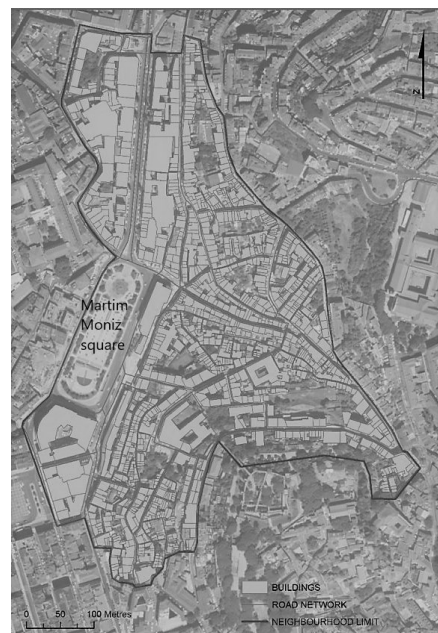 Z
Martim
Moniz
square
BUILDINGS
ROAD NETWORK
NEIGHBOURHOOD LIMIT
0 50 100 Metres